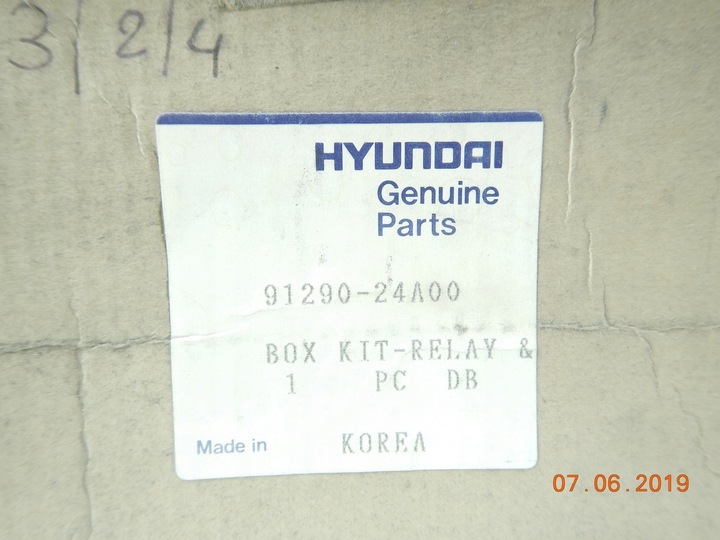 3/2/4
HYUNDAI
Genuine
Parts
91290-24A00
BOX KIT-RELAY &
1 PC DB
Made in KOREA
07.06.2019